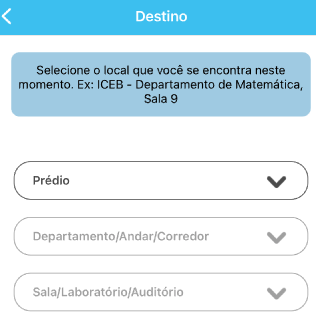 Destino
Selecione o local que você se encontra neste
momento. Ex: ICEB - Departamento de Matemática,
Sala 9
Prédio
Departamento/Andar/Corredor
Sala/Laboratório/Auditório